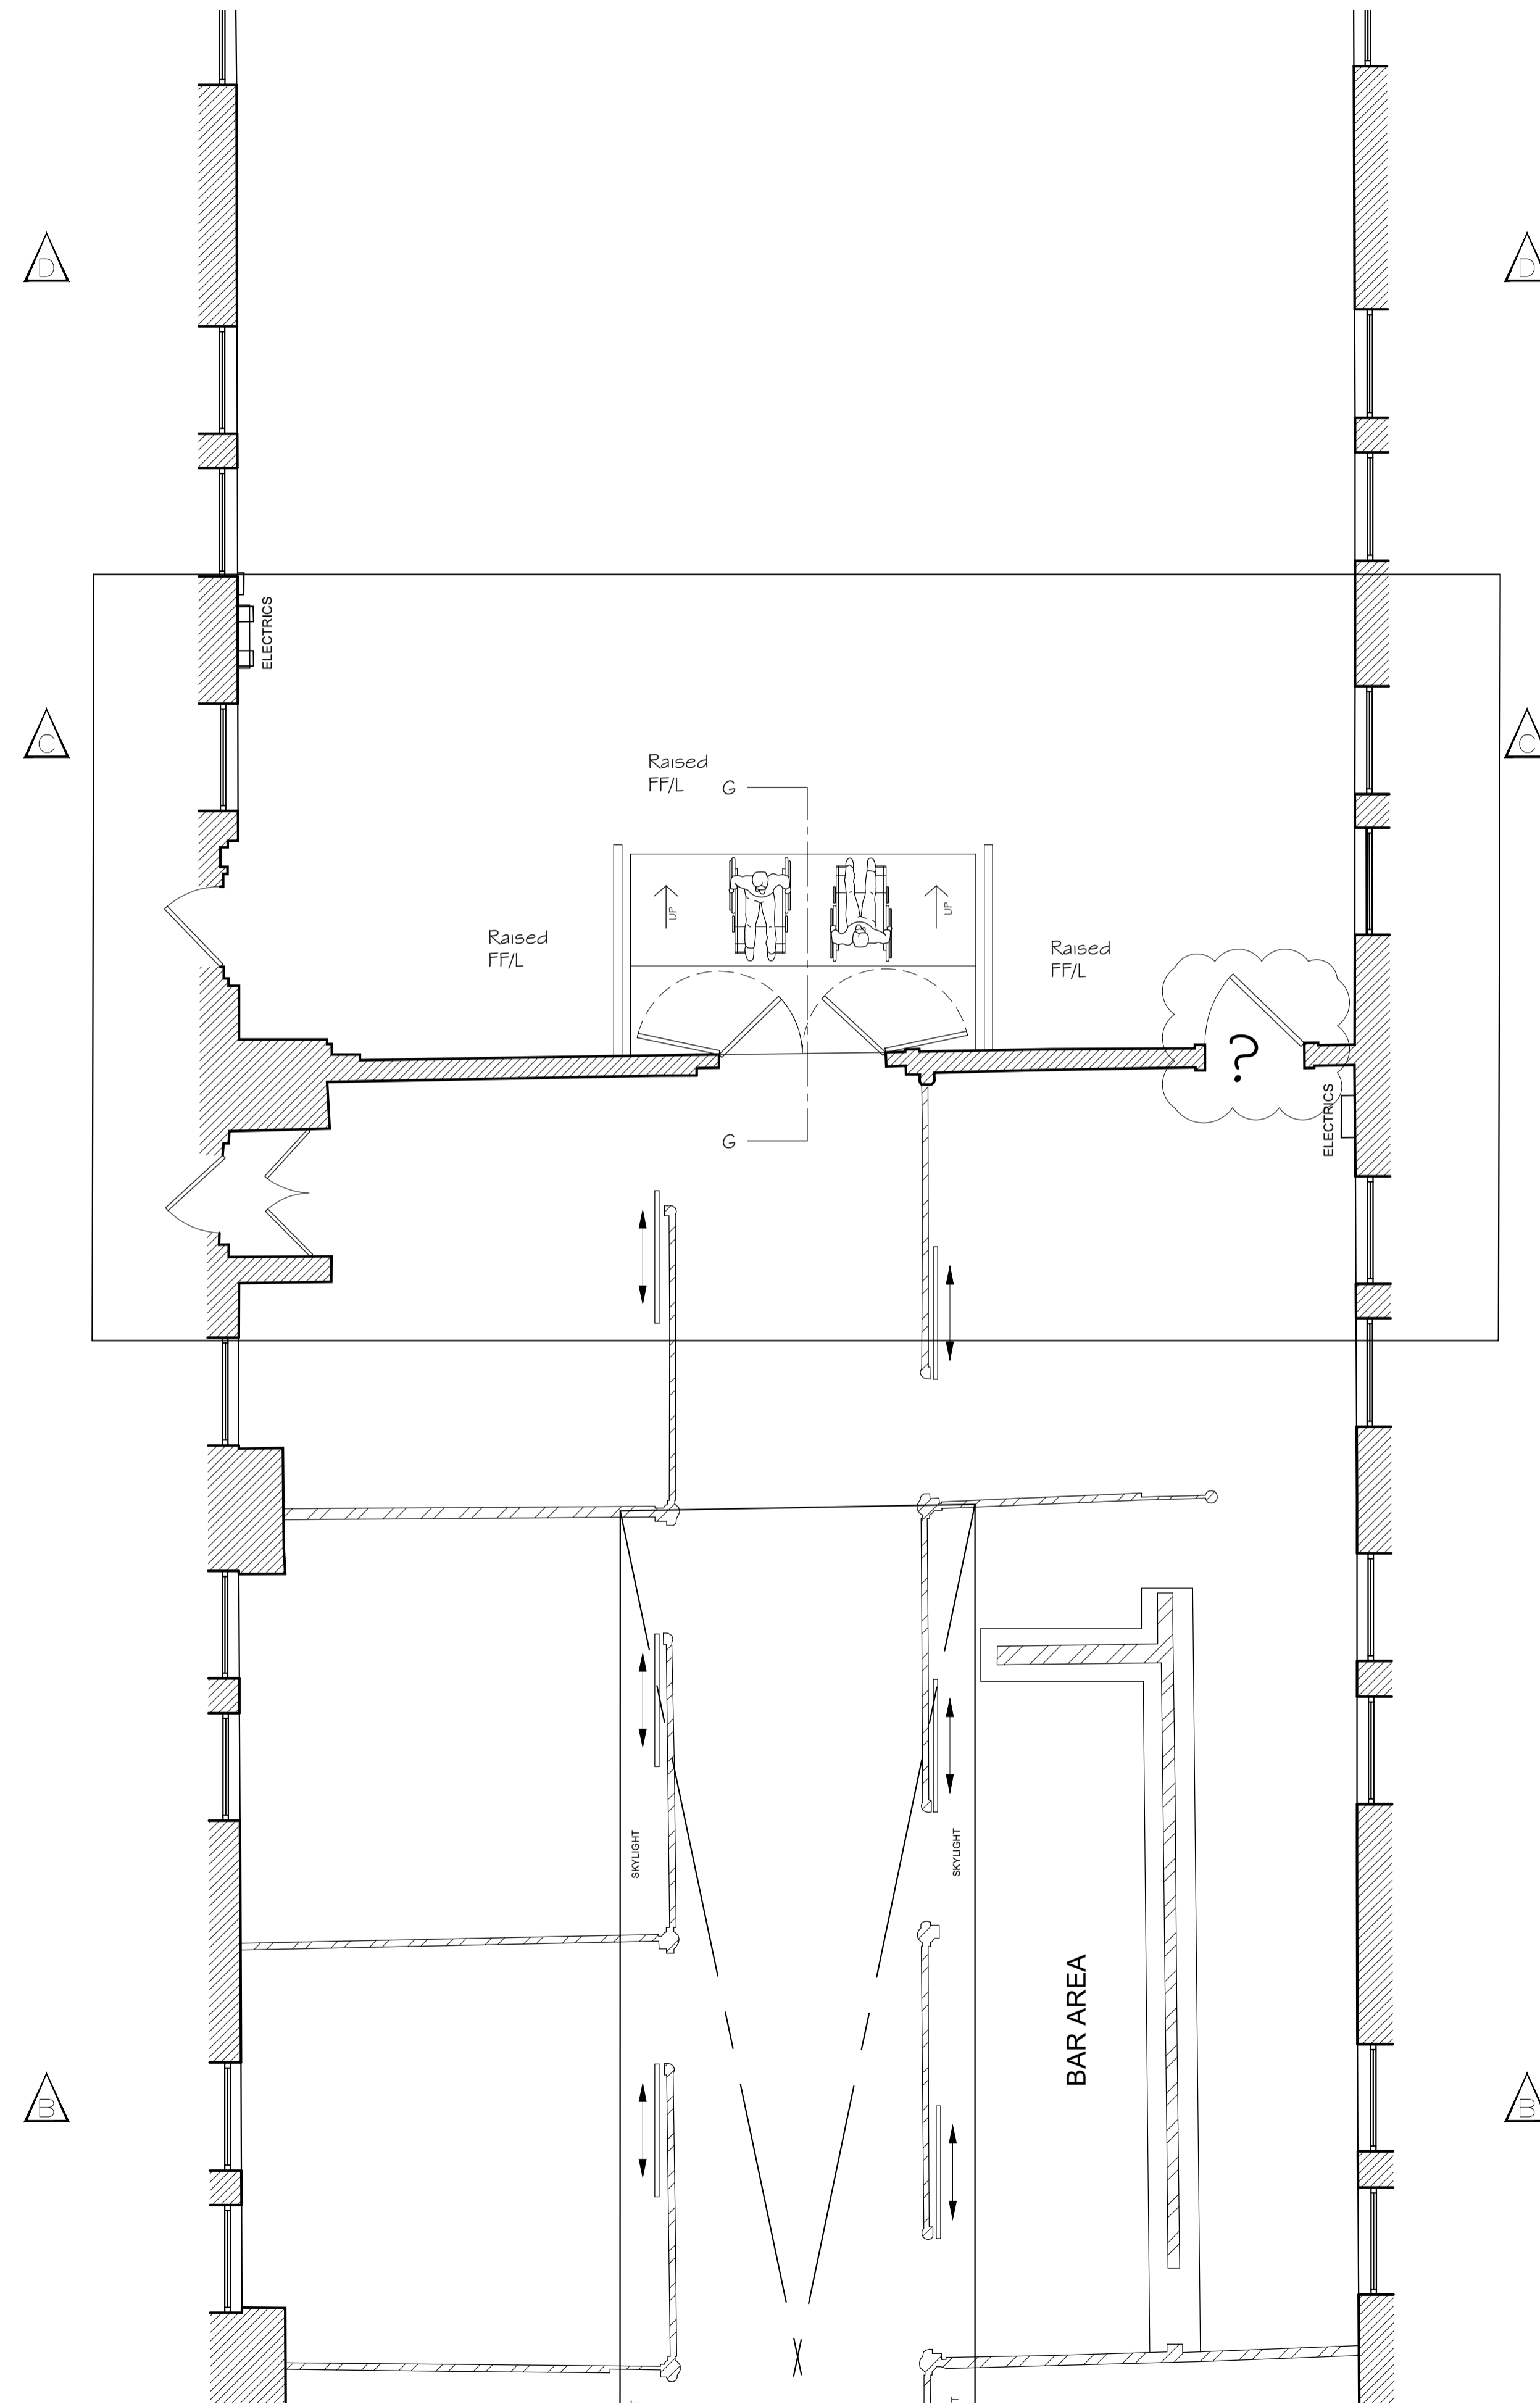 D
D
ELECTRICS
C
C
Raised
FF/L
G
UP
UP
Raised
FF/L
Raised
FF/L
?
ELECTRICS
G
SKYLIGHT
SKYLIGHT
BAR AREA
B
B